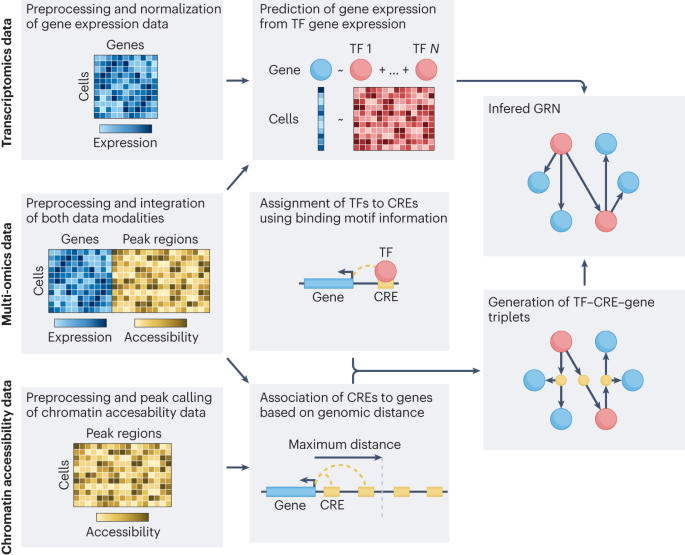 Transcriptomics data
Preprocessing and normalization
of gene expression data
Genes
Cells
Expression
Prediction of gene expression
from TF gene expression
TF 1
TF N
Gene
~
+ ... +
Cells
~
Infered GRN
Multi-omics data
Preprocessing and integration
of both data modalities
Genes
Peak regions
Cells
Expression
Accessibility
Assignment of TFs to CREs
using binding motif information
TF
Gene
CRE
Generation of TF–CRE–gene
triplets
Chromatin accessibility data
Preprocessing and peak calling
of chromatin accesability data
Peak regions
Cells
Accessibility
Association of CREs to genes
based on genomic distance
Maximum distance
Gene
CRE